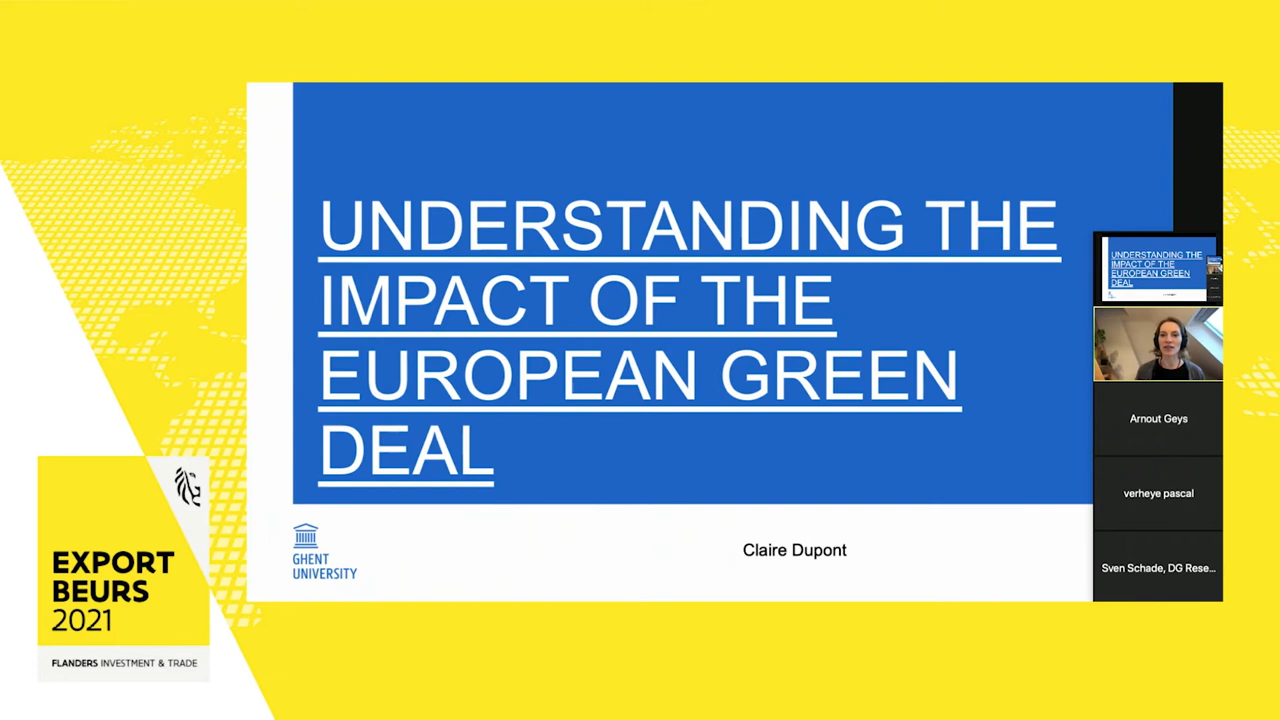 UNDERSTANDING THE
IMPACT OF THE
EUROPEAN GREEN
DEAL
GHENT
UNIVERSITY
Claire Dupont
UNDERSTANDING THE
IMPACT OF THE
EUROPEAN GREEN
DEAL
Arnout Geys
verheye pascal
Sven Schade, DG Rese...
EXPORT
BEURS
2021
FLANDERS INVESTMENT & TRADE